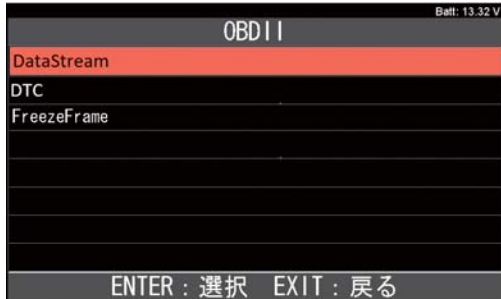 Batt: 13.32 V
OBDII
DataStream
DTC
FreezeFrame
ENTER：選択　EXIT：戻る